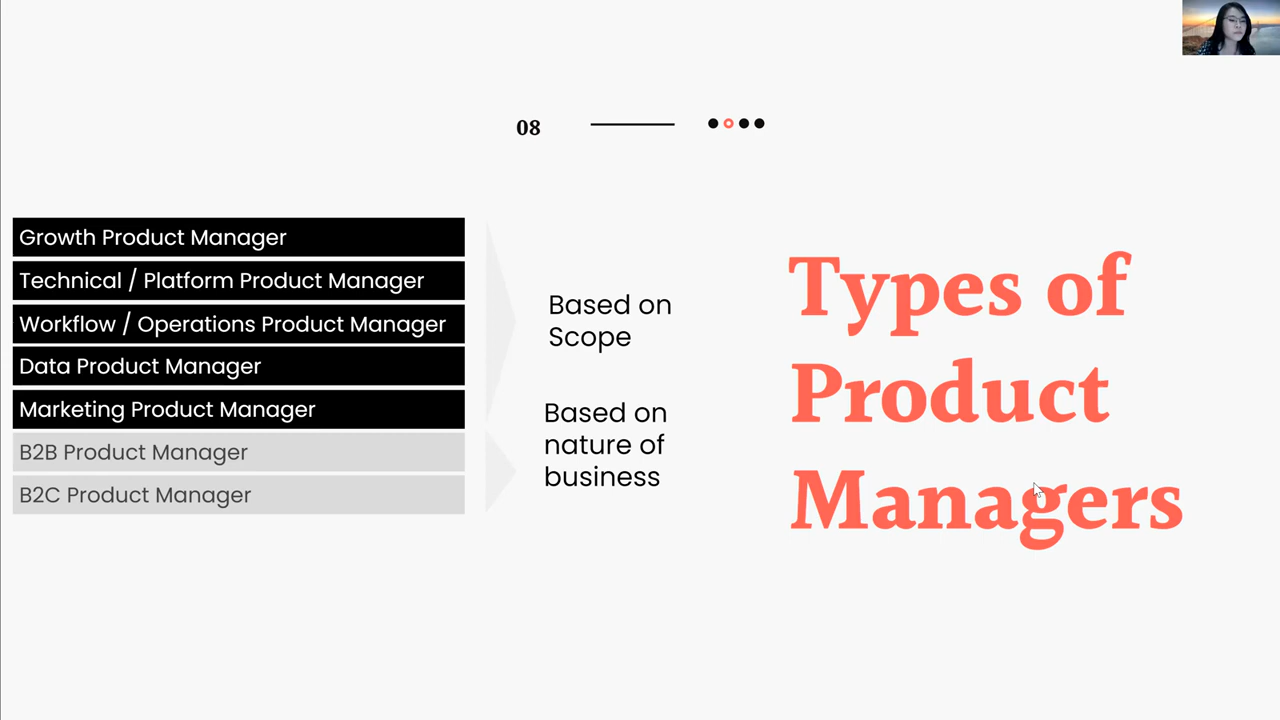 08
Growth Product Manager
Technical / Platform Product Manager
Workflow / Operations Product Manager
Data Product Manager
Marketing Product Manager
B2B Product Manager
B2C Product Manager
Based on
Scope
Based on
nature of
business
Types of
Product
Managers